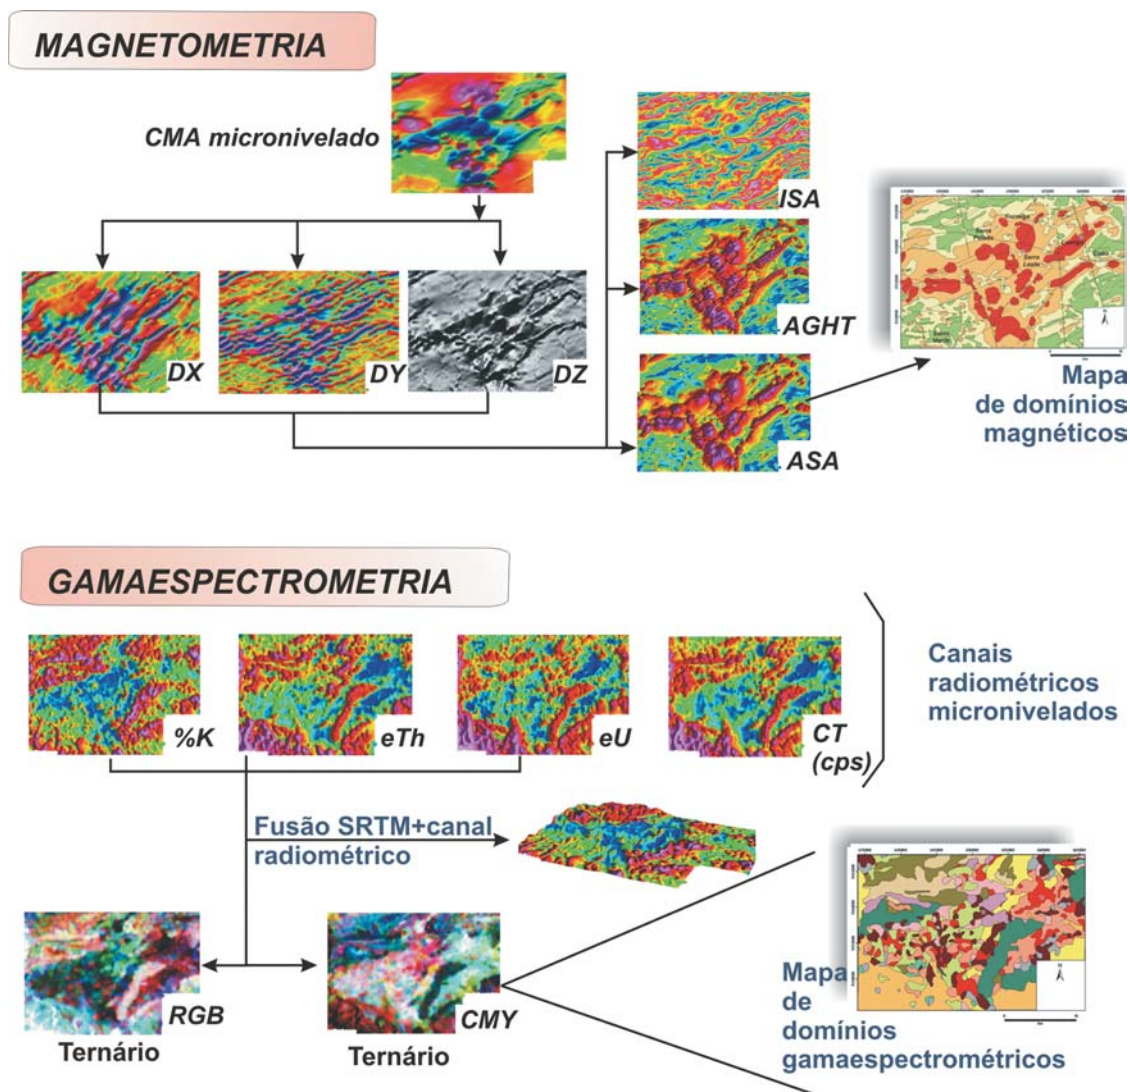 MAGNETOMETRIA
CMA micronivelado
DX
DY
DZ
ISA
AGHT
ASA
Mapa
de domínios
magnéticos
GAMAESPECTROMETRIA
%K
eTh
eU
CT
(cps)
Canais
radiométricos
micronivelados
Fusão SRTM+canal
radiométrico
RGB
Ternário
CMY
Ternário
Mapa
de
domínios
gamaespectrométricos